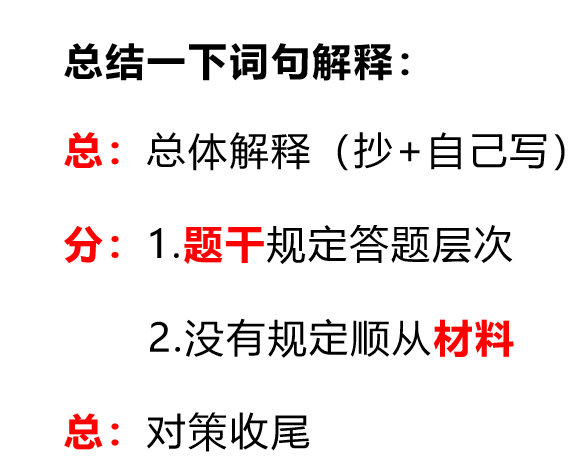 总结一下词句解释：
总：总体解释（抄+自己写）
分：1.题干规定答题层次
2.没有规定顺从材料
总：对策收尾